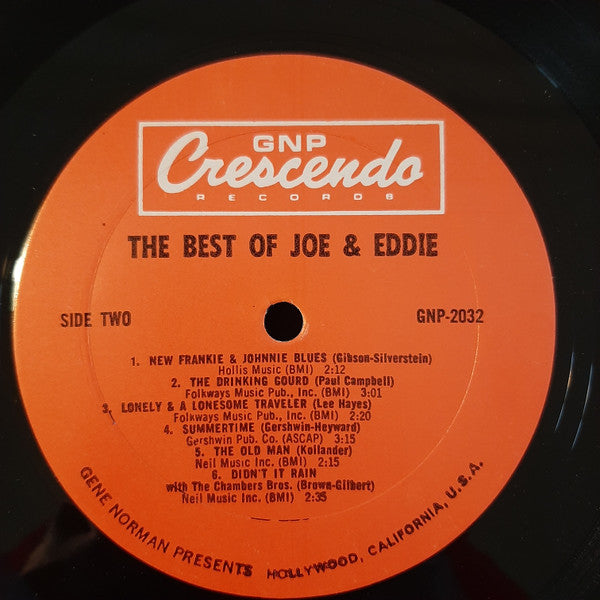 GNP
Crescendo
RECORDS
THE BEST OF JOE & EDDIE
SIDE TWO
GNP-2032
1. NEW FRANKIE & JOHNNIE BLUES (Gibson-Silverstein)
Hollis Music (BMI) 2:12
2. THE DRINKING GOURD (Paul Campbell)
Folkways Music Pub., Inc. (BMI) 3:01
3. LONELY & A LONESOME TRAVELER (Lee Hayes)
Folkways Music Pub., Inc. (BMI) 2:20
4. SUMMERTIME (Gershwin-Heyward)
Gershwin Pub. Co. (ASCAP) 3:15
5. THE OLD MAN (Kollander)
Neil Music Inc. (BMI) 2:15
6. DIDN'T IT RAIN
with The Chambers Bros. (Brown-Gilbert)
Neil Music Inc. (BMI) 2:35
GENE NORMAN PRESENTS HOLLYWOOD, CALIFORNIA, U.S.A.